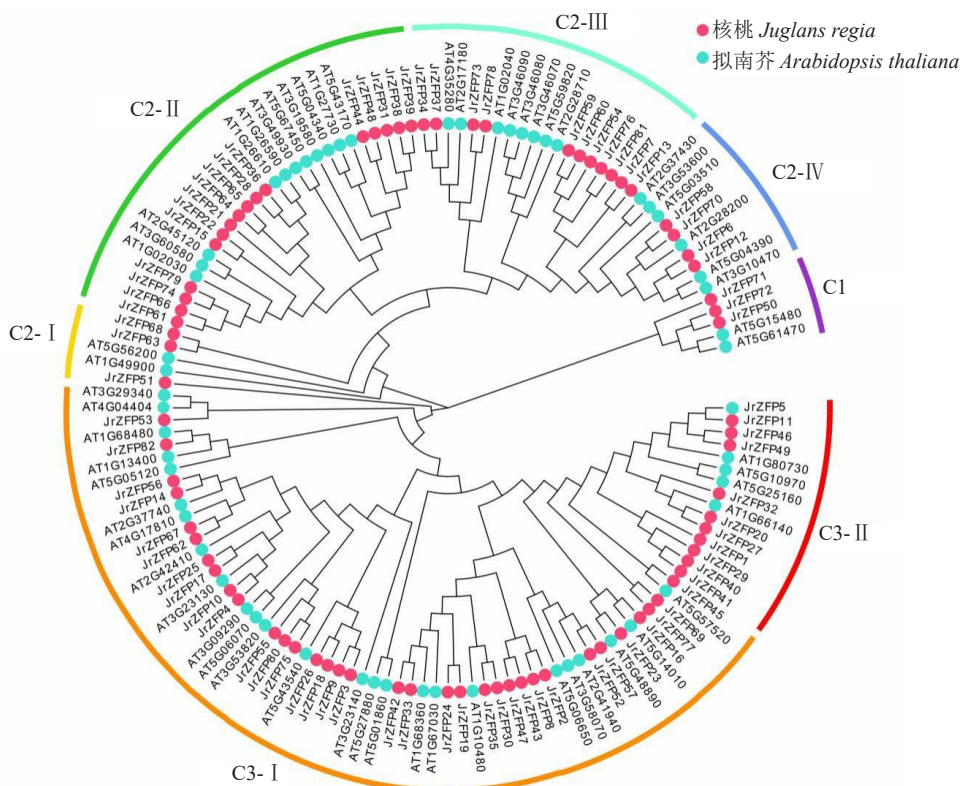 C2-III
核桃 Juglans regia
拟南芥 Arabidopsis thaliana
C2-Ⅱ
C2-Ⅳ
C1
C2-Ⅰ
C3-Ⅱ
C3-Ⅰ
JrZFP63
JrZFP68
JrZFP61
JrZFP66
JrZFP74
JrZFP79
AT1G02030
AT3G60580
AT2G45120
JrZFP15
JrZFP22
JrZFP21
JrZFP64
JrZFP65
JrZFP28
JrZFP36
AT1G26610
AT1G26590
AT3G49930
AT5G67450
AT3G19580
AT5G04340
AT1G27730
AT5G43170
JrZFP44
JrZFP48
JrZFP31
JrZFP38
JrZFP39
JrZFP34
JrZFP37
AT4G35280
AT2G17180
JrZFP73
JrZFP78
AT1G02040
AT3G46090
AT3G46080
AT3G46070
AT5G59820
AT2G28710
JrZFP59
JrZFP60
JrZFP54
JrZFP76
JrZFP81
JrZFP7
JrZFP13
AT2G37430
AT3G53600
AT5G03510
JrZFP58
JrZFP70
AT2G28200
JrZFP6
JrZFP12
AT5G04390
AT3G10470
JrZFP71
JrZFP72
JrZFP50
AT5G15480
AT5G61470
JrZFP5
JrZFP11
JrZFP46
JrZFP49
AT1G80730
AT5G10970
AT5G25160
JrZFP32
AT1G66140
JrZFP20
JrZFP27
JrZFP1
JrZFP29
JrZFP40
JrZFP41
JrZFP45
AT5G57520
JrZFP69
JrZFP77
JrZFP16
AT5G14010
JrZFP23
AT5G48890
JrZFP57
JrZFP52
AT2G41940
AT3G58070
AT5G06650
JrZFP2
JrZFP8
JrZFP43
JrZFP47
JrZFP30
JrZFP35
AT1G10480
JrZFP19
JrZFP24
AT1G67030
AT1G68360
JrZFP33
JrZFP42
AT5G01860
AT5G27880
AT3G23140
JrZFP3
JrZFP9
JrZFP18
JrZFP26
AT5G43540
JrZFP75
JrZFP80
JrZFP55
AT3G53820
AT5G06070
AT3G09290
JrZFP4
JrZFP10
AT3G23130
JrZFP17
JrZFP25
AT2G42410
JrZFP62
JrZFP67
AT4G17810
AT2G37740
JrZFP14
JrZFP56
AT5G05120
AT1G13400
JrZFP82
AT1G68480
JrZFP53
AT4G04404
AT3G29340
JrZFP51
AT1G49900
AT5G56200